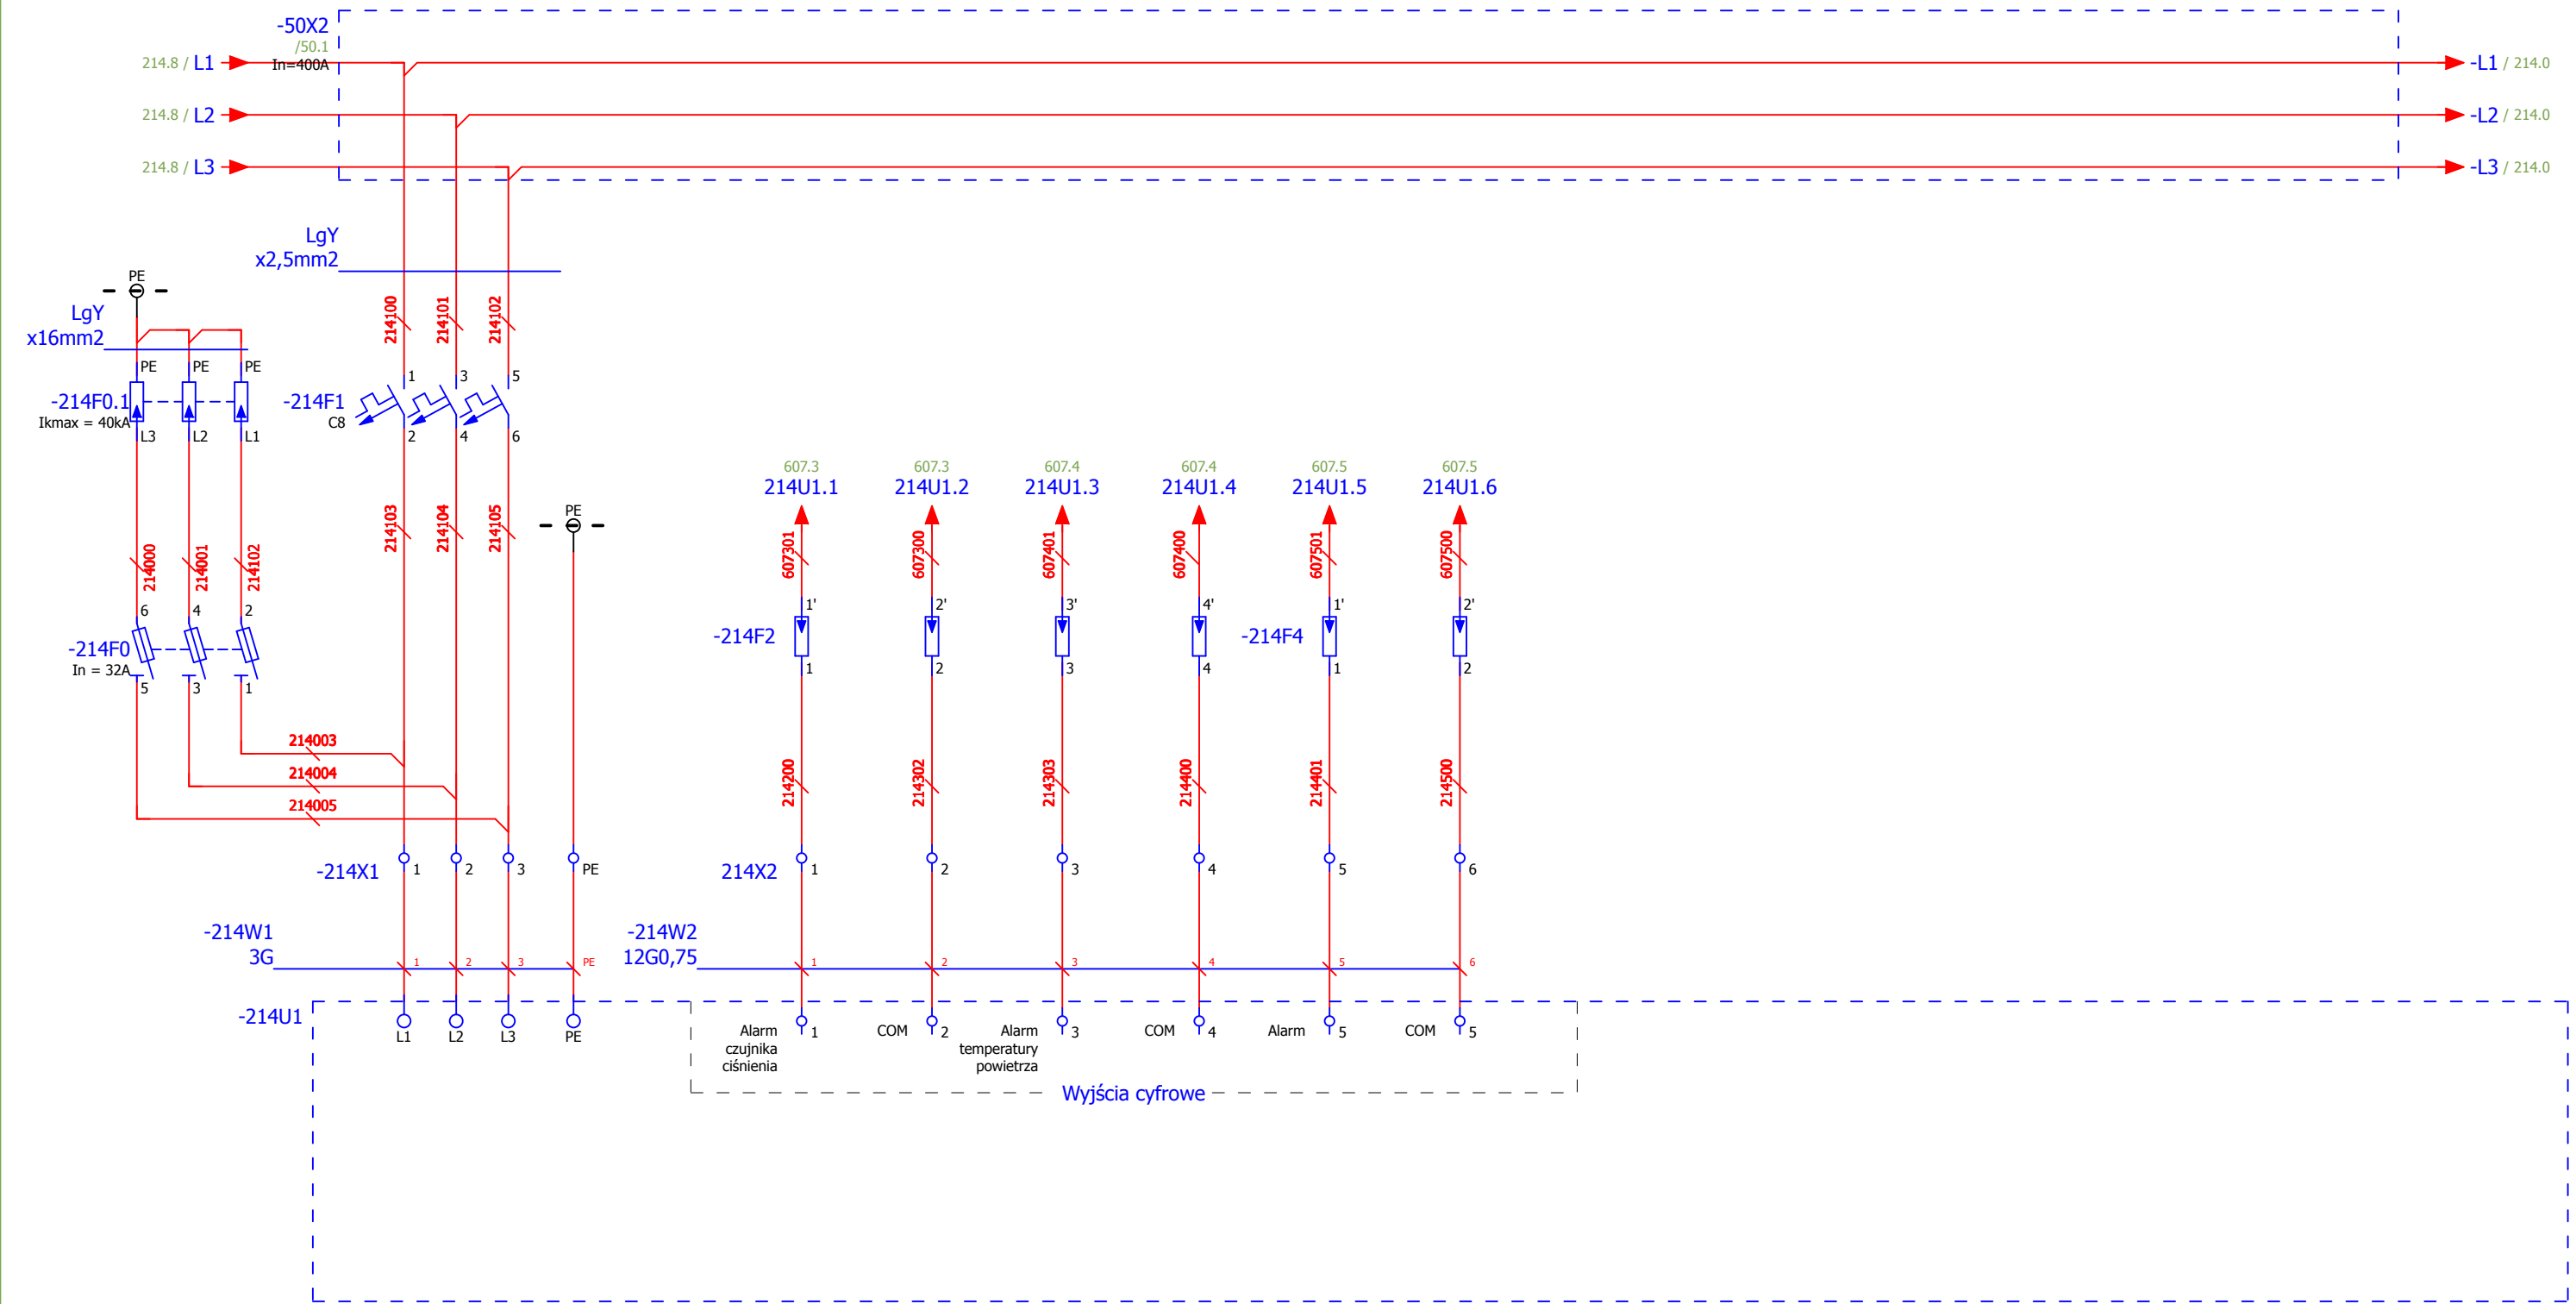 -50X2
/50.1
In=400A
214.8 / L1
-L1 / 214.0
214.8 / L2
-L2 / 214.0
214.8 / L3
-L3 / 214.0
LgY
x2,5mm2
PE
LgY
x16mm2
214100
214101
214102
PE
PE
PE
1
3
5
-214F0.1
Ikmax = 40kA
-214F1
C8
L3
L2
L1
2
4
6
607.3
607.3
607.4
607.4
607.5
607.5
214U1.1
214U1.2
214U1.3
214U1.4
214U1.5
214U1.6
214103
214104
214105
PE
214000
214001
214102
607301
607300
607401
607400
607501
607500
6
4
2
1'
2'
3'
4'
1'
2'
-214F0
In = 32A
-214F2
-214F4
5
3
1
1
2
3
4
1
2
214003
214004
214005
214200
214302
214303
214400
214401
214500
-214X1
1
2
3
PE
214X2
1
2
3
4
5
6
-214W1
3G
1
2
3
PE
-214W2
12G0,75
1
2
3
4
5
6
-214U1
L1
L2
L3
PE
Alarm
czujnika
ciśnienia
1
COM
2
Alarm
temperatury
powietrza
3
COM
4
Alarm
5
COM
5
Wyjścia cyfrowe